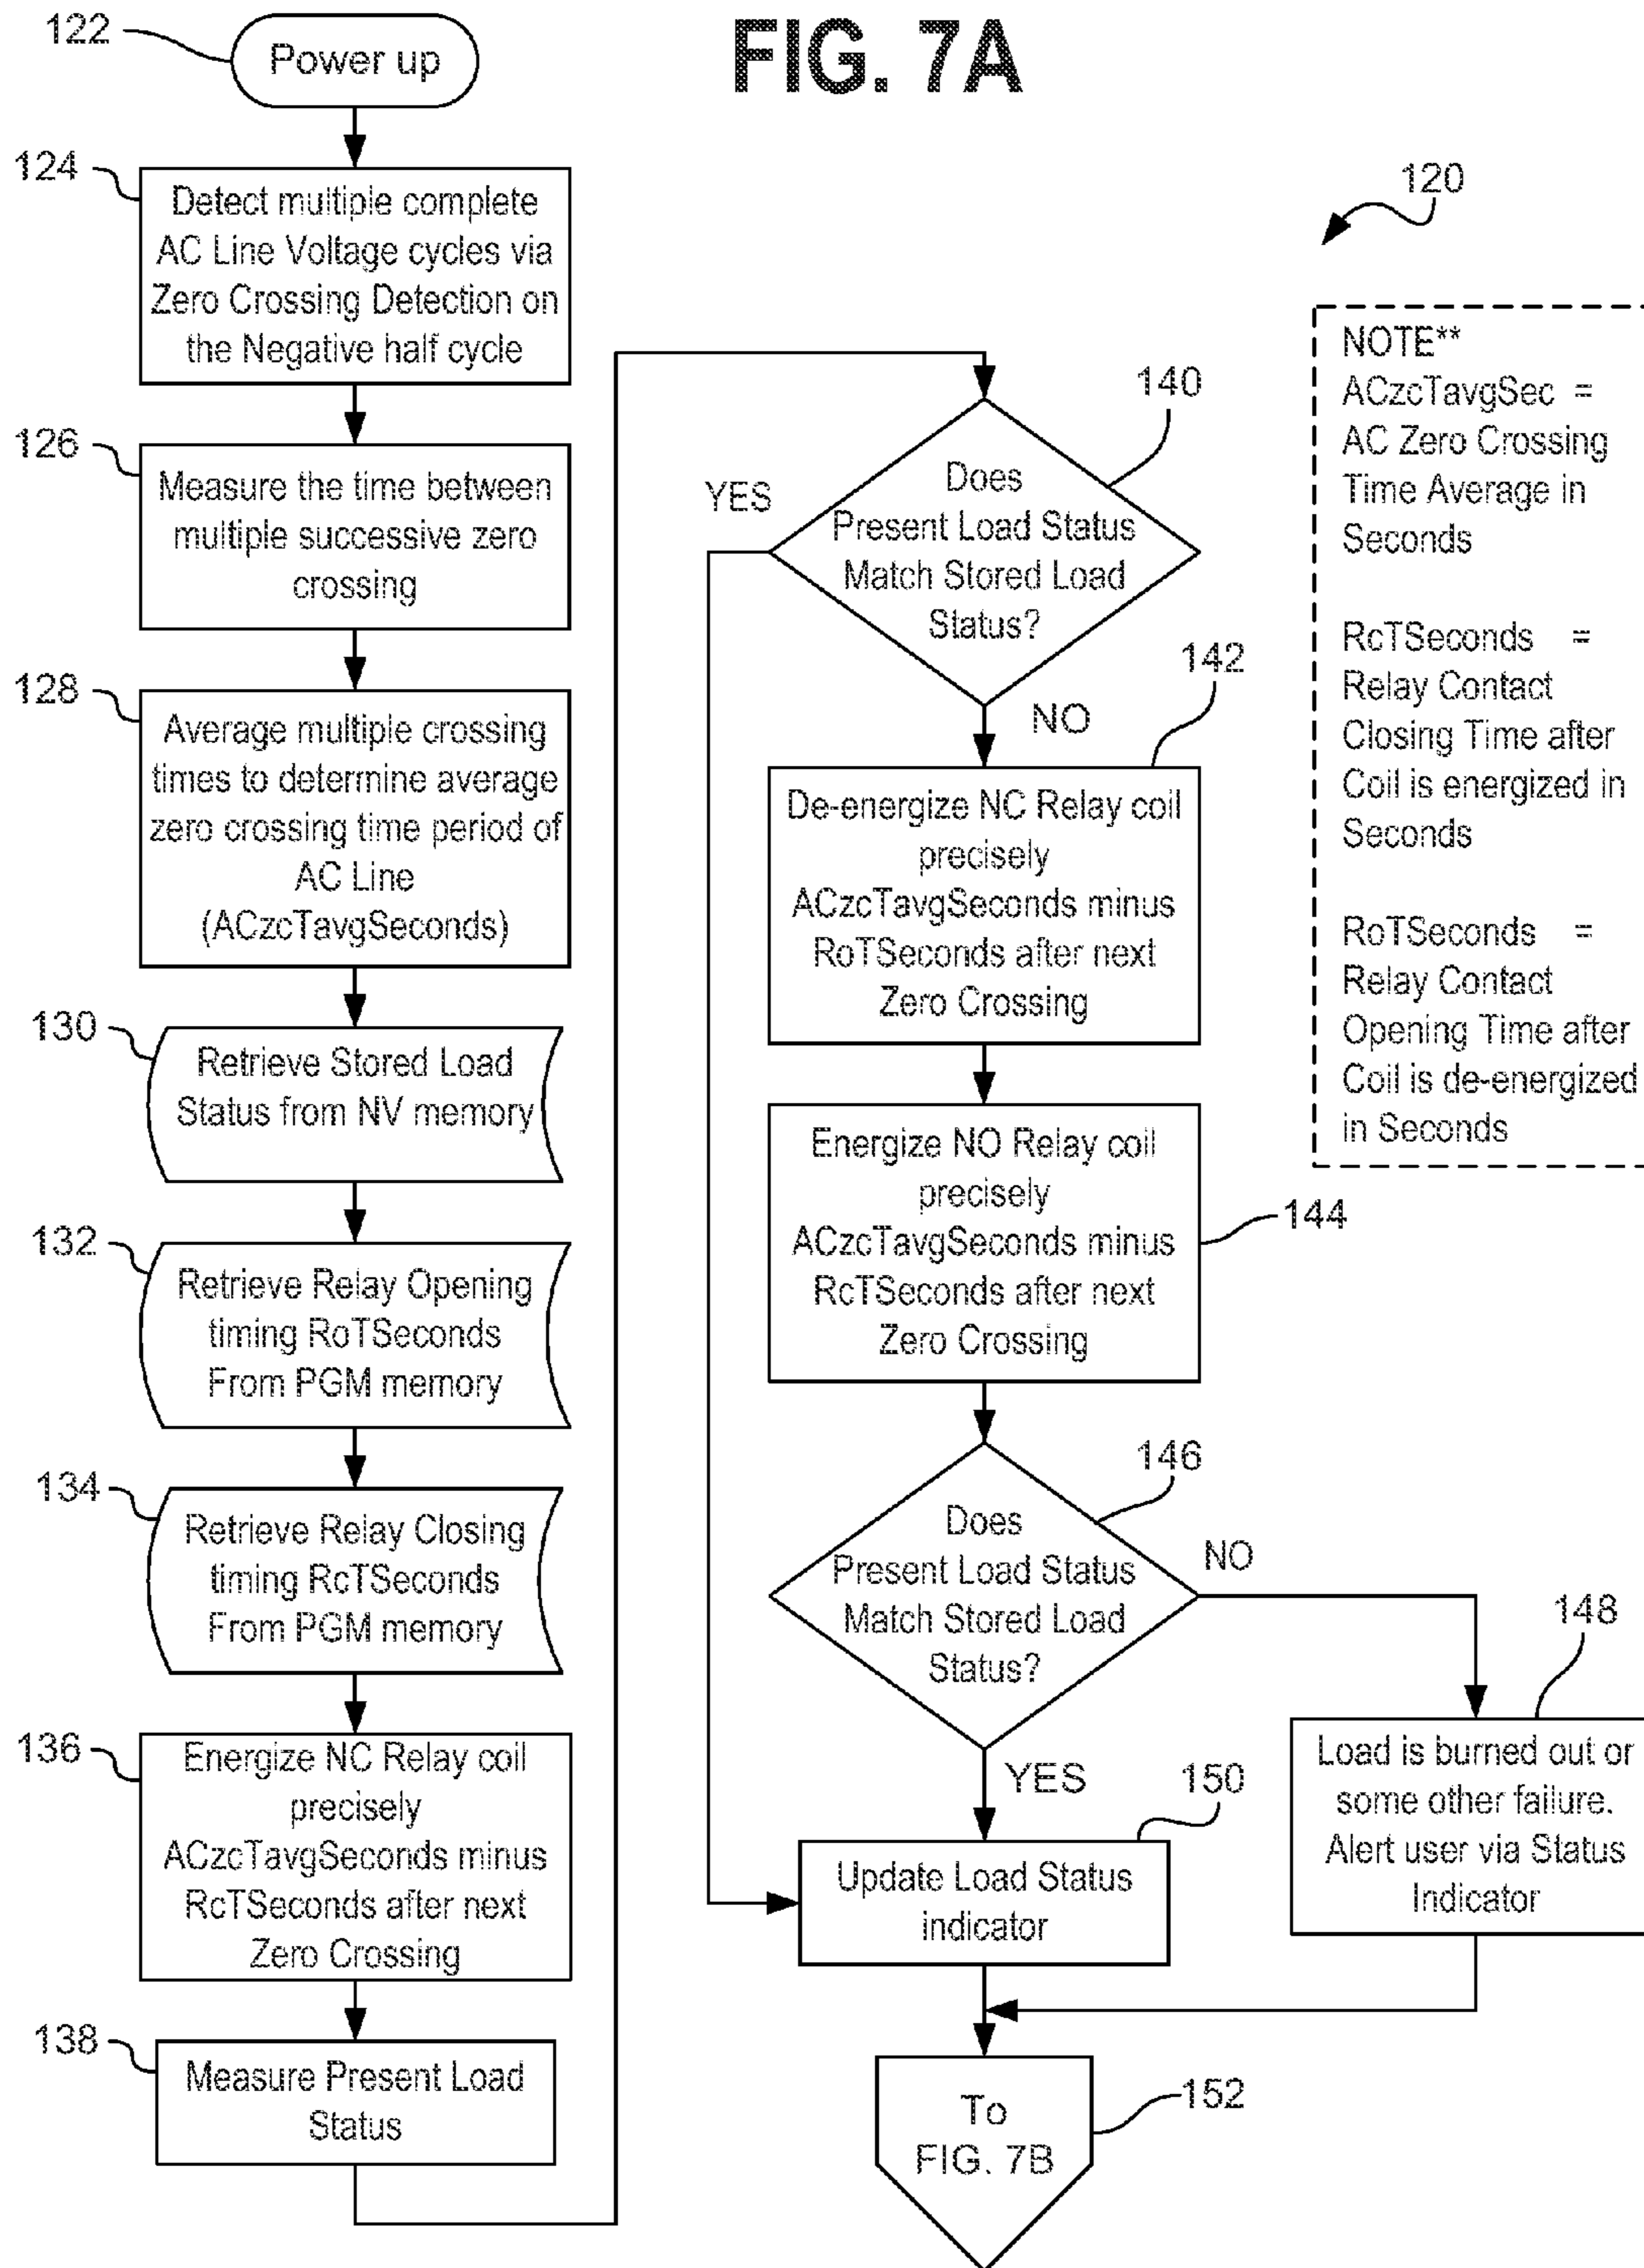 FIG. 7A
122
Power up
124
Detect multiple complete
AC Line Voltage cycles via
Zero Crossing Detection on
the Negative half cycle
126
Measure the time between
multiple successive zero
crossing
128
Average multiple crossing
times to determine average
zero crossing time period of
AC Line
(ACzcTavgSeconds)
130
Retrieve Stored Load
Status from NV memory
132
Retrieve Relay Opening
timing RoTSeconds
From PGM memory
134
Retrieve Relay Closing
timing RcTSeconds
From PGM memory
136
Energize NC Relay coil
precisely
ACzcTavgSeconds minus
RcTSeconds after next
Zero Crossing
138
Measure Present Load
Status
140
Does
Present Load Status
Match Stored Load
Status?
YES
NO
142
De-energize NC Relay coil
precisely
ACzcTavgSeconds minus
RoTSeconds after next
Zero Crossing
144
Energize NO Relay coil
precisely
ACzcTavgSeconds minus
RcTSeconds after next
Zero Crossing
146
Does
Present Load Status
Match Stored Load
Status?
NO
YES
148
Load is burned out or
some other failure.
Alert user via Status
Indicator
150
Update Load Status
indicator
152
To
FIG. 7B
120
NOTE**
ACzcTavgSec =
AC Zero Crossing
Time Average in
Seconds
RcTSeconds =
Relay Contact
Closing Time after
Coil is energized in
Seconds
RoTSeconds =
Relay Contact
Opening Time after
Coil is de-energized
in Seconds